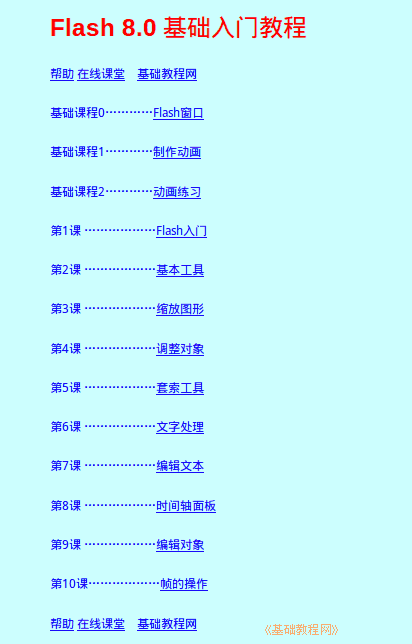 Flash 8.0 基础入门教程
帮助 在线课堂 基础教程网
基础课程0…………Flash窗口
基础课程1…………制作动画
基础课程2…………动画练习
第1课 ………………Flash入门
第2课 ………………基本工具
第3课 ………………缩放图形
第4课 ………………调整对象
第5课 ………………套索工具
第6课 ………………文字处理
第7课 ………………编辑文本
第8课 ………………时间轴面板
第9课 ………………编辑对象
第10课………………帧的操作
帮助 在线课堂 基础教程网
《基础教程网》